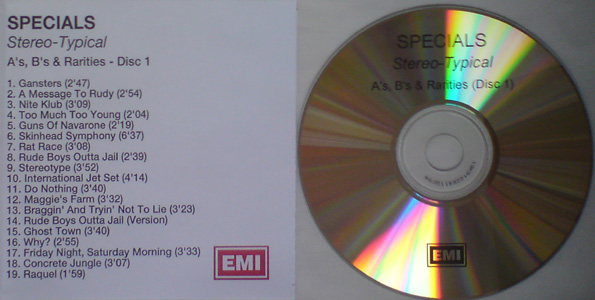 SPECIALS
Stereo-Typical
A's, B's & Rarities - Disc 1
1. Gansters (2'47)
2. A Message To Rudy (2'54)
3. Nite Klub (3'09)
4. Too Much Too Young (2'04)
5. Guns Of Navarone (2'19)
6. Skinhead Symphony (6'37)
7. Rat Race (3'08)
8. Rude Boys Outta Jail (2'39)
9. Stereotype (3'52)
10. International Jet Set (4'14)
11. Do Nothing (3'40)
12. Maggie's Farm (3'32)
13. Braggin' And Tryin' Not To Lie (3'23)
14. Rude Boys Outta Jail (Version)
15. Ghost Town (3'40)
16. Why? (2'55)
17. Friday Night, Saturday Morning (3'33)
18. Concrete Jungle (3'07)
19. Raquel (1'59)
EMI
SPECIALS
Stereo-Typical
A's, B's & Rarities (Disc 1)
EMI